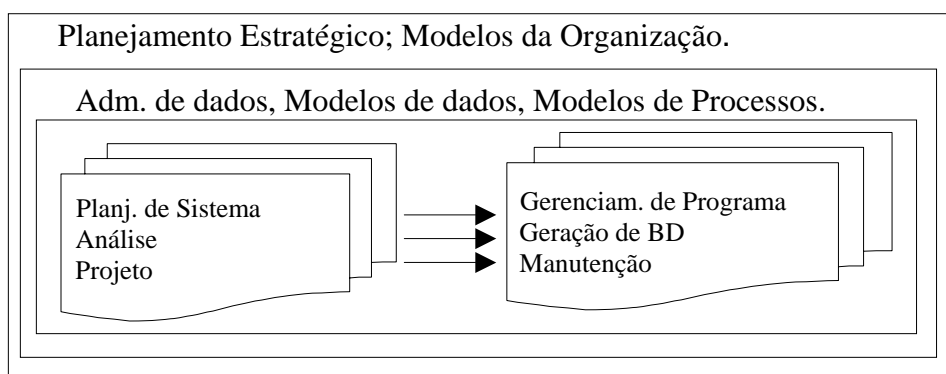 Planejamento Estratégico; Modelos da Organização.
Adm. de dados, Modelos de dados, Modelos de Processos.
Planj. de Sistema
Análise
Projeto
Gerenciam. de Programa
Geração de BD
Manutenção